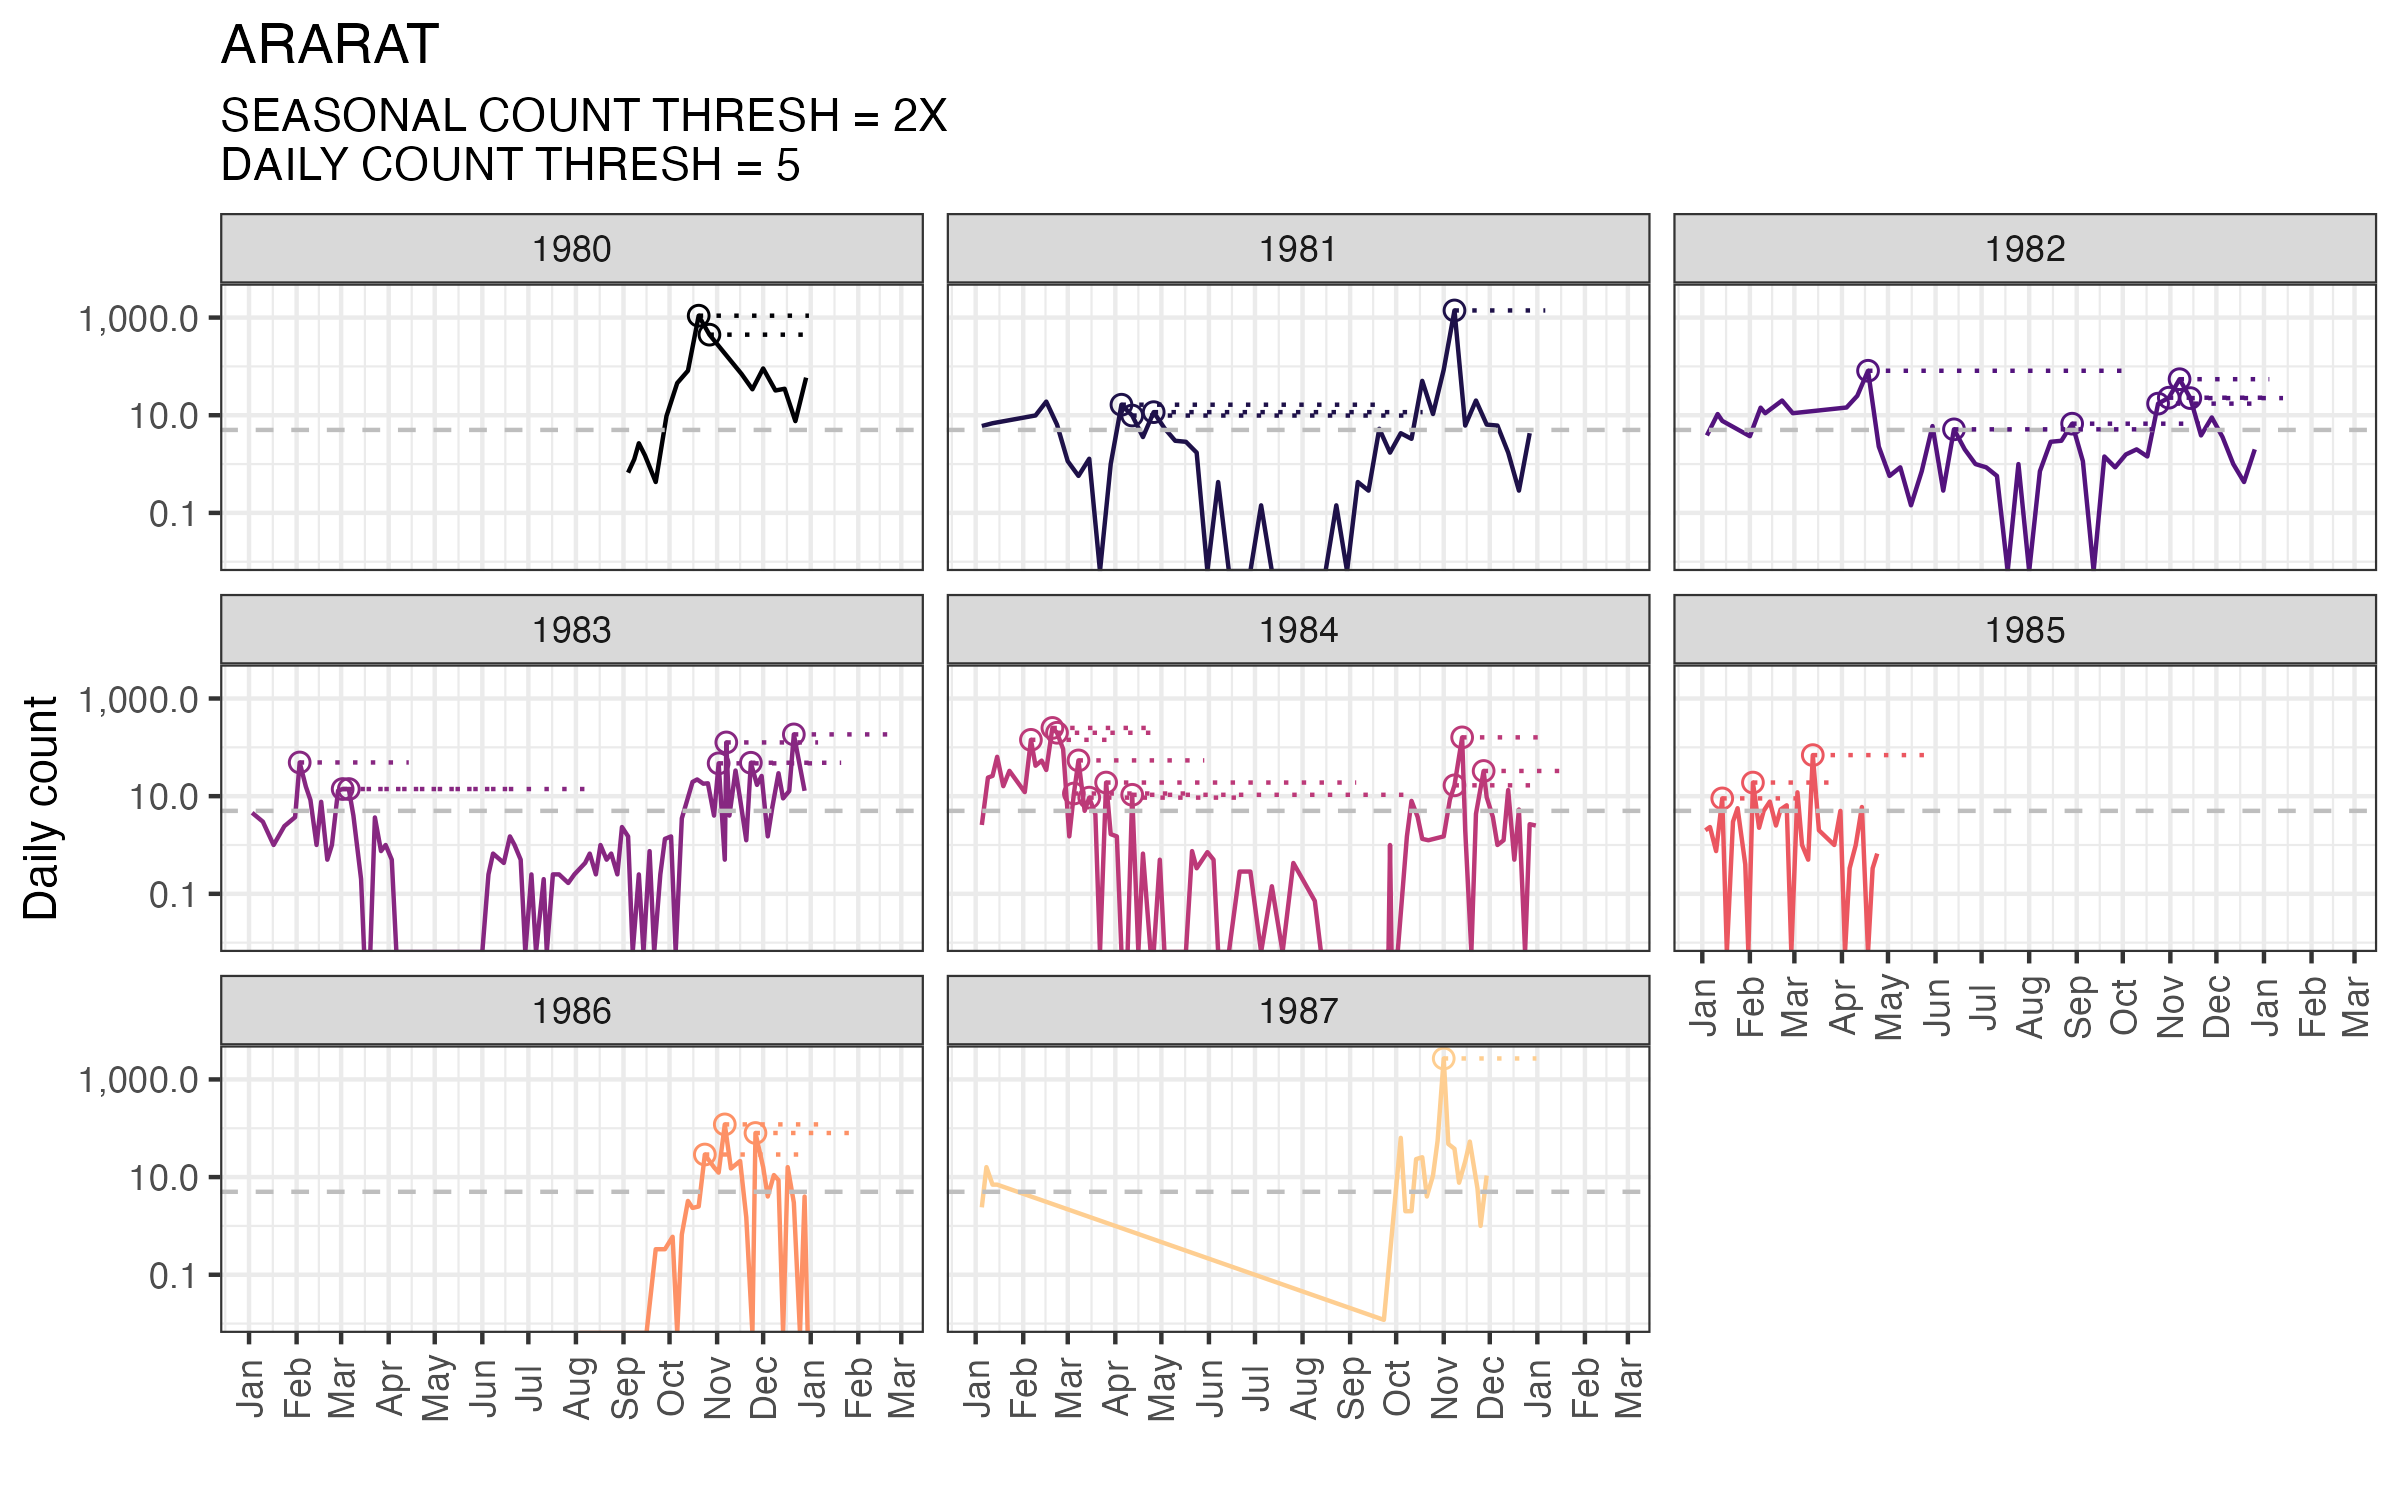 ARARAT
SEASONAL COUNT THRESH = 2X
DAILY COUNT THRESH = 5
1980
1981
1982
1,000.0
10.0
0.1
1983
1984
1985
1,000.0
10.0
0.1
Daily count
Jan Feb Mar Apr May Jun Jul Aug Sep Oct Nov Dec Jan Feb Mar
1986
1987
1,000.0
10.0
0.1
Jan Feb Mar Apr May Jun Jul Aug Sep Oct Nov Dec Jan Feb Mar
Jan Feb Mar Apr May Jun Jul Aug Sep Oct Nov Dec Jan Feb Mar